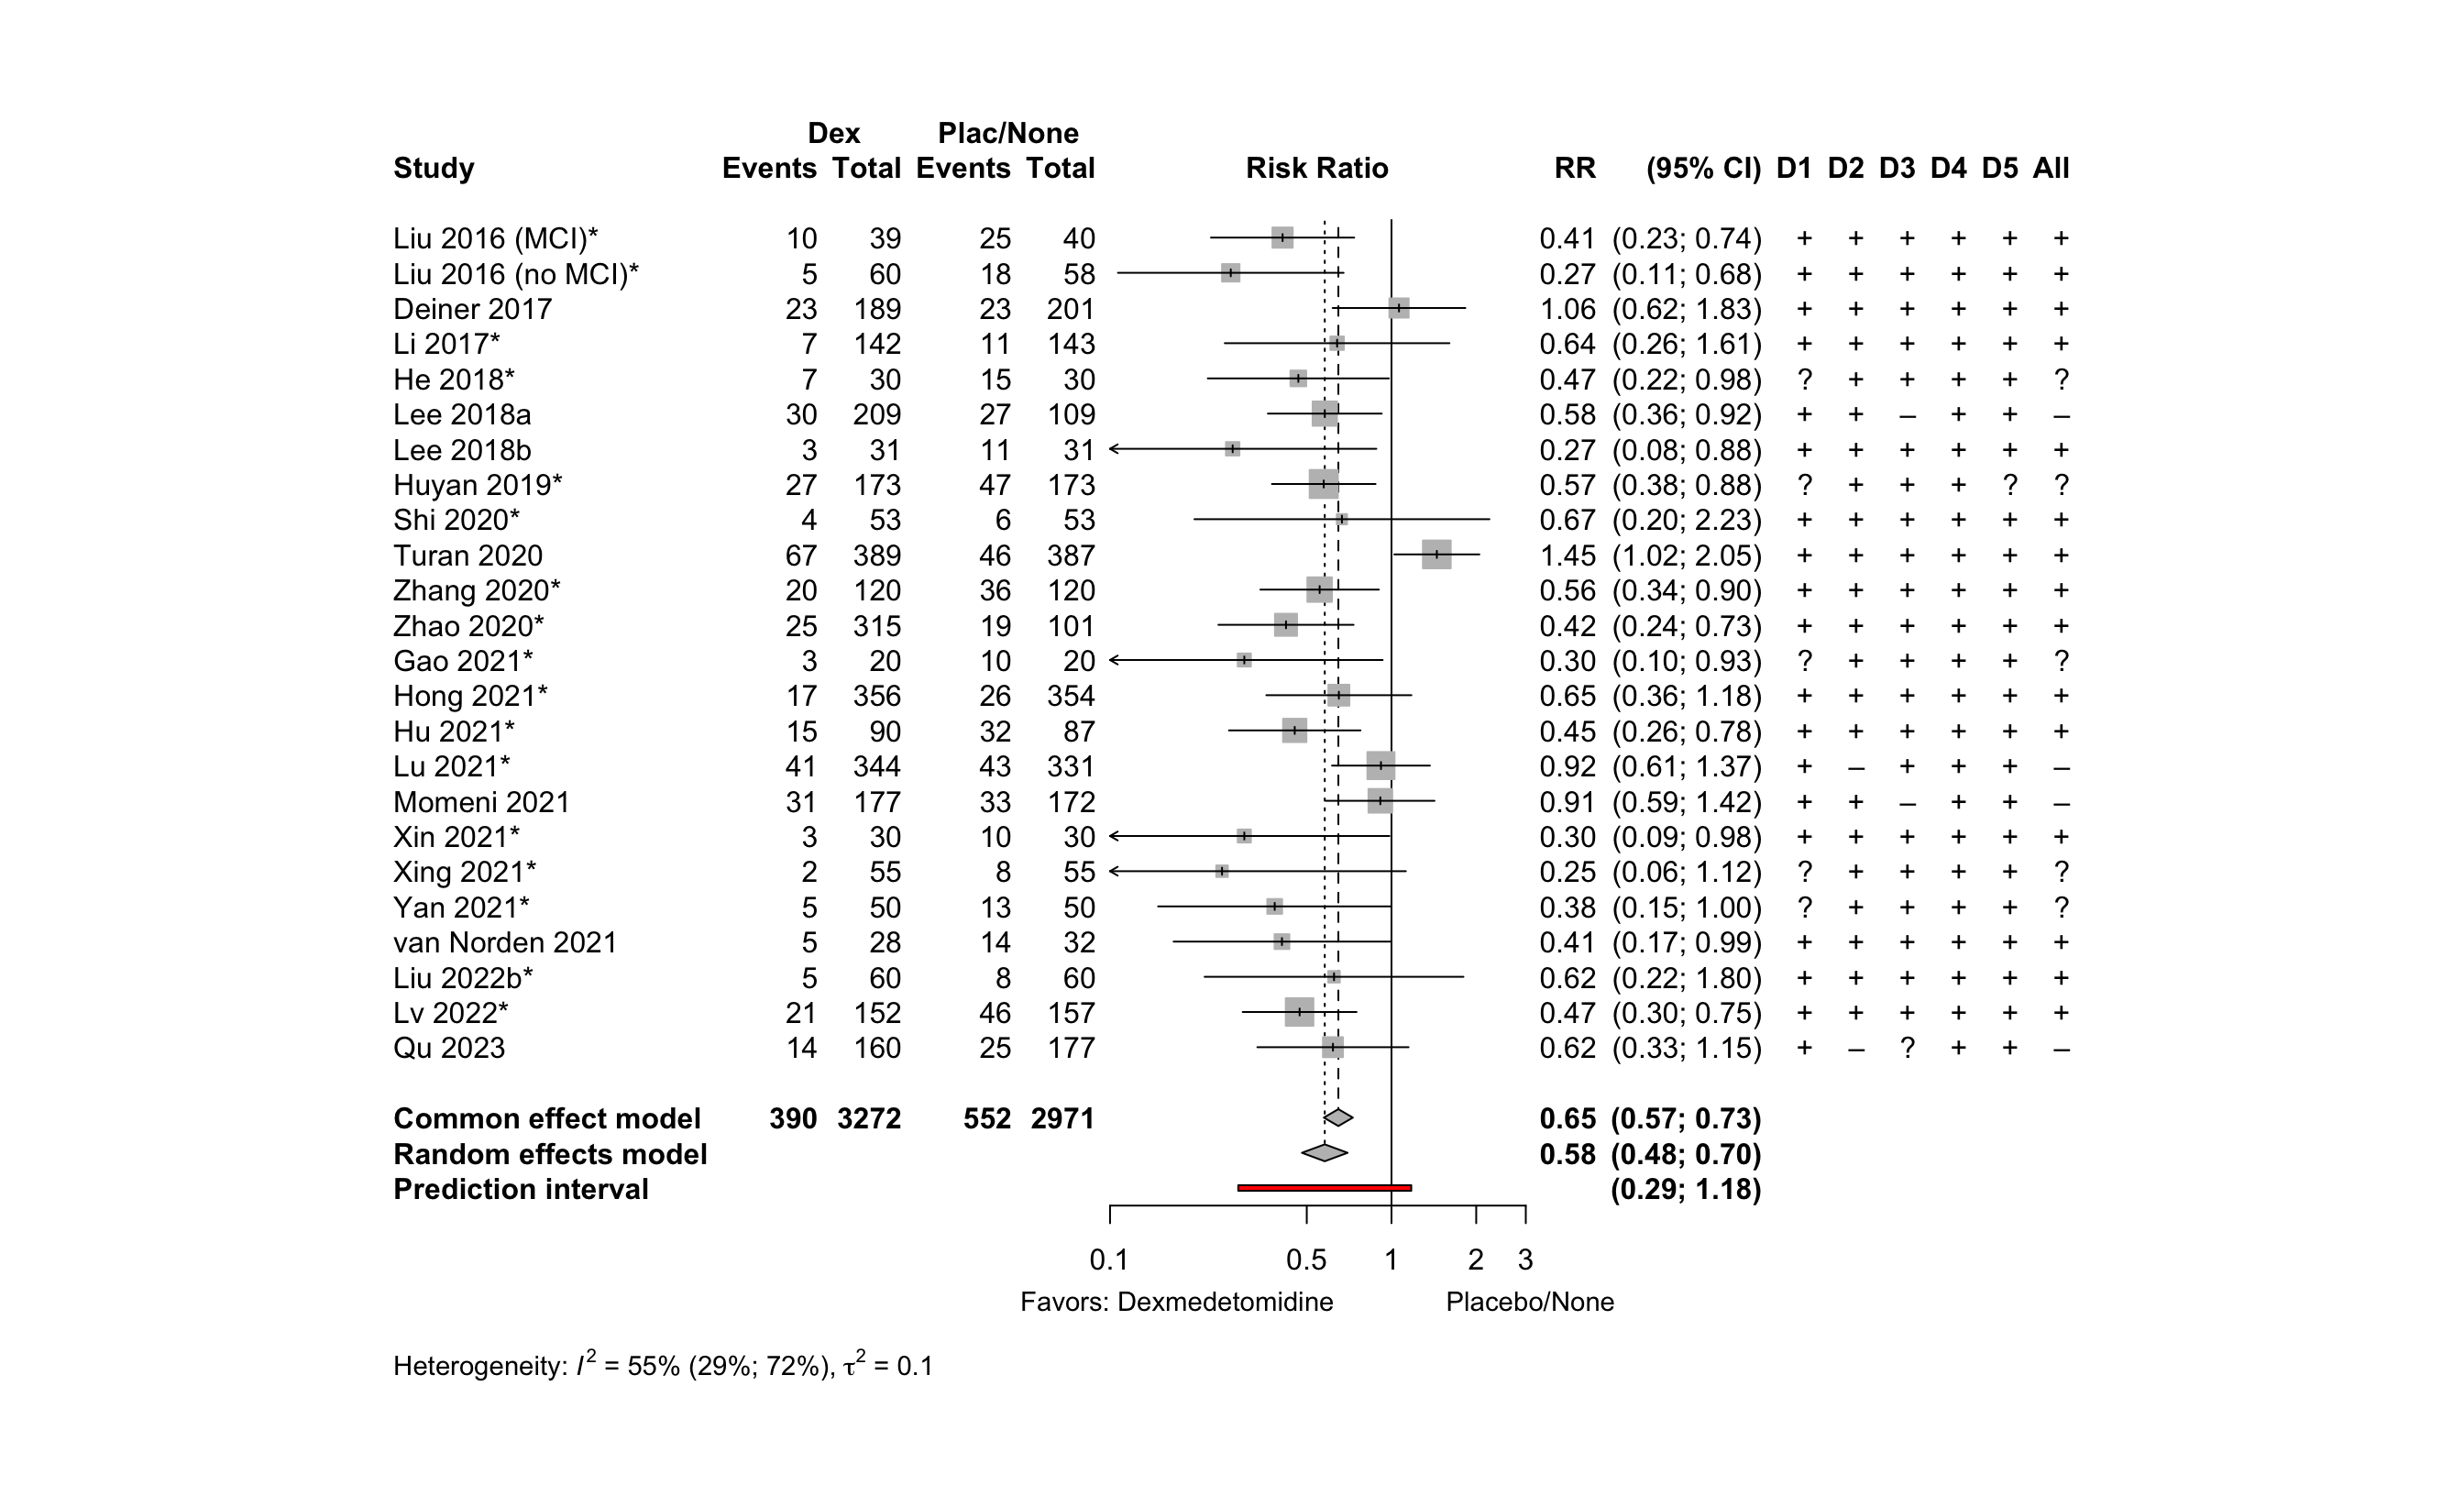 Dex Plac/None
Study Events Total Events Total Risk Ratio RR (95% CI) D1 D2 D3 D4 D5 All
Liu 2016 (MCI)* 10 39 25 40 0.41 (0.23; 0.74) + + + + + +
Liu 2016 (no MCI)* 5 60 18 58 0.27 (0.11; 0.68) + + + + + +
Deiner 2017 23 189 23 201 1.06 (0.62; 1.83) + + + + + +
Li 2017* 7 142 11 143 0.64 (0.26; 1.61) + + + + + +
He 2018* 7 30 15 30 0.47 (0.22; 0.98) ? + + + + ?
Lee 2018a 30 209 27 109 0.58 (0.36; 0.92) + + – + + –
Lee 2018b 3 31 11 31 0.27 (0.08; 0.88) + + + + + +
Huyan 2019* 27 173 47 173 0.57 (0.38; 0.88) ? + + + ? ?
Shi 2020* 4 53 6 53 0.67 (0.20; 2.23) + + + + + +
Turan 2020 67 389 46 387 1.45 (1.02; 2.05) + + + + + +
Zhang 2020* 20 120 36 120 0.56 (0.34; 0.90) + + + + + +
Zhao 2020* 25 315 19 101 0.42 (0.24; 0.73) + + + + + +
Gao 2021* 3 20 10 20 0.30 (0.10; 0.93) ? + + + + ?
Hong 2021* 17 356 26 354 0.65 (0.36; 1.18) + + + + + +
Hu 2021* 15 90 32 87 0.45 (0.26; 0.78) + + + + + +
Lu 2021* 41 344 43 331 0.92 (0.61; 1.37) + – + + + –
Momeni 2021 31 177 33 172 0.91 (0.59; 1.42) + + – + + –
Xin 2021* 3 30 10 30 0.30 (0.09; 0.98) + + + + + +
Xing 2021* 2 55 8 55 0.25 (0.06; 1.12) ? + + + + ?
Yan 2021* 5 50 13 50 0.38 (0.15; 1.00) ? + + + + ?
van Norden 2021 5 28 14 32 0.41 (0.17; 0.99) + + + + + +
Liu 2022b* 5 60 8 60 0.62 (0.22; 1.80) + + + + + +
Lv 2022* 21 152 46 157 0.47 (0.30; 0.75) + + + + + +
Qu 2023 14 160 25 177 0.62 (0.33; 1.15) + – ? + + –
Common effect model 390 3272 552 2971 0.65 (0.57; 0.73)
Random effects model 0.58 (0.48; 0.70)
Prediction interval (0.29; 1.18)
0.1 0.5 1 2 3
Favors: Dexmedetomidine Placebo/None
Heterogeneity: I² = 55% (29%; 72%), τ² = 0.1